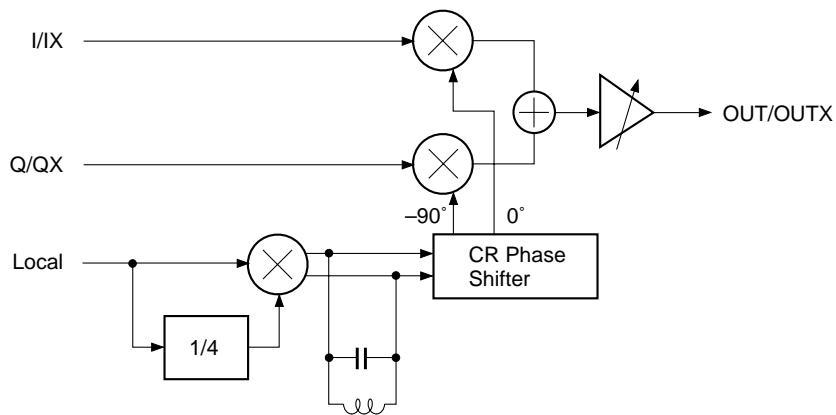 I/IX
OUT/OUTX
Q/QX
–90˚
0˚
Local
CR Phase
Shifter
1/4